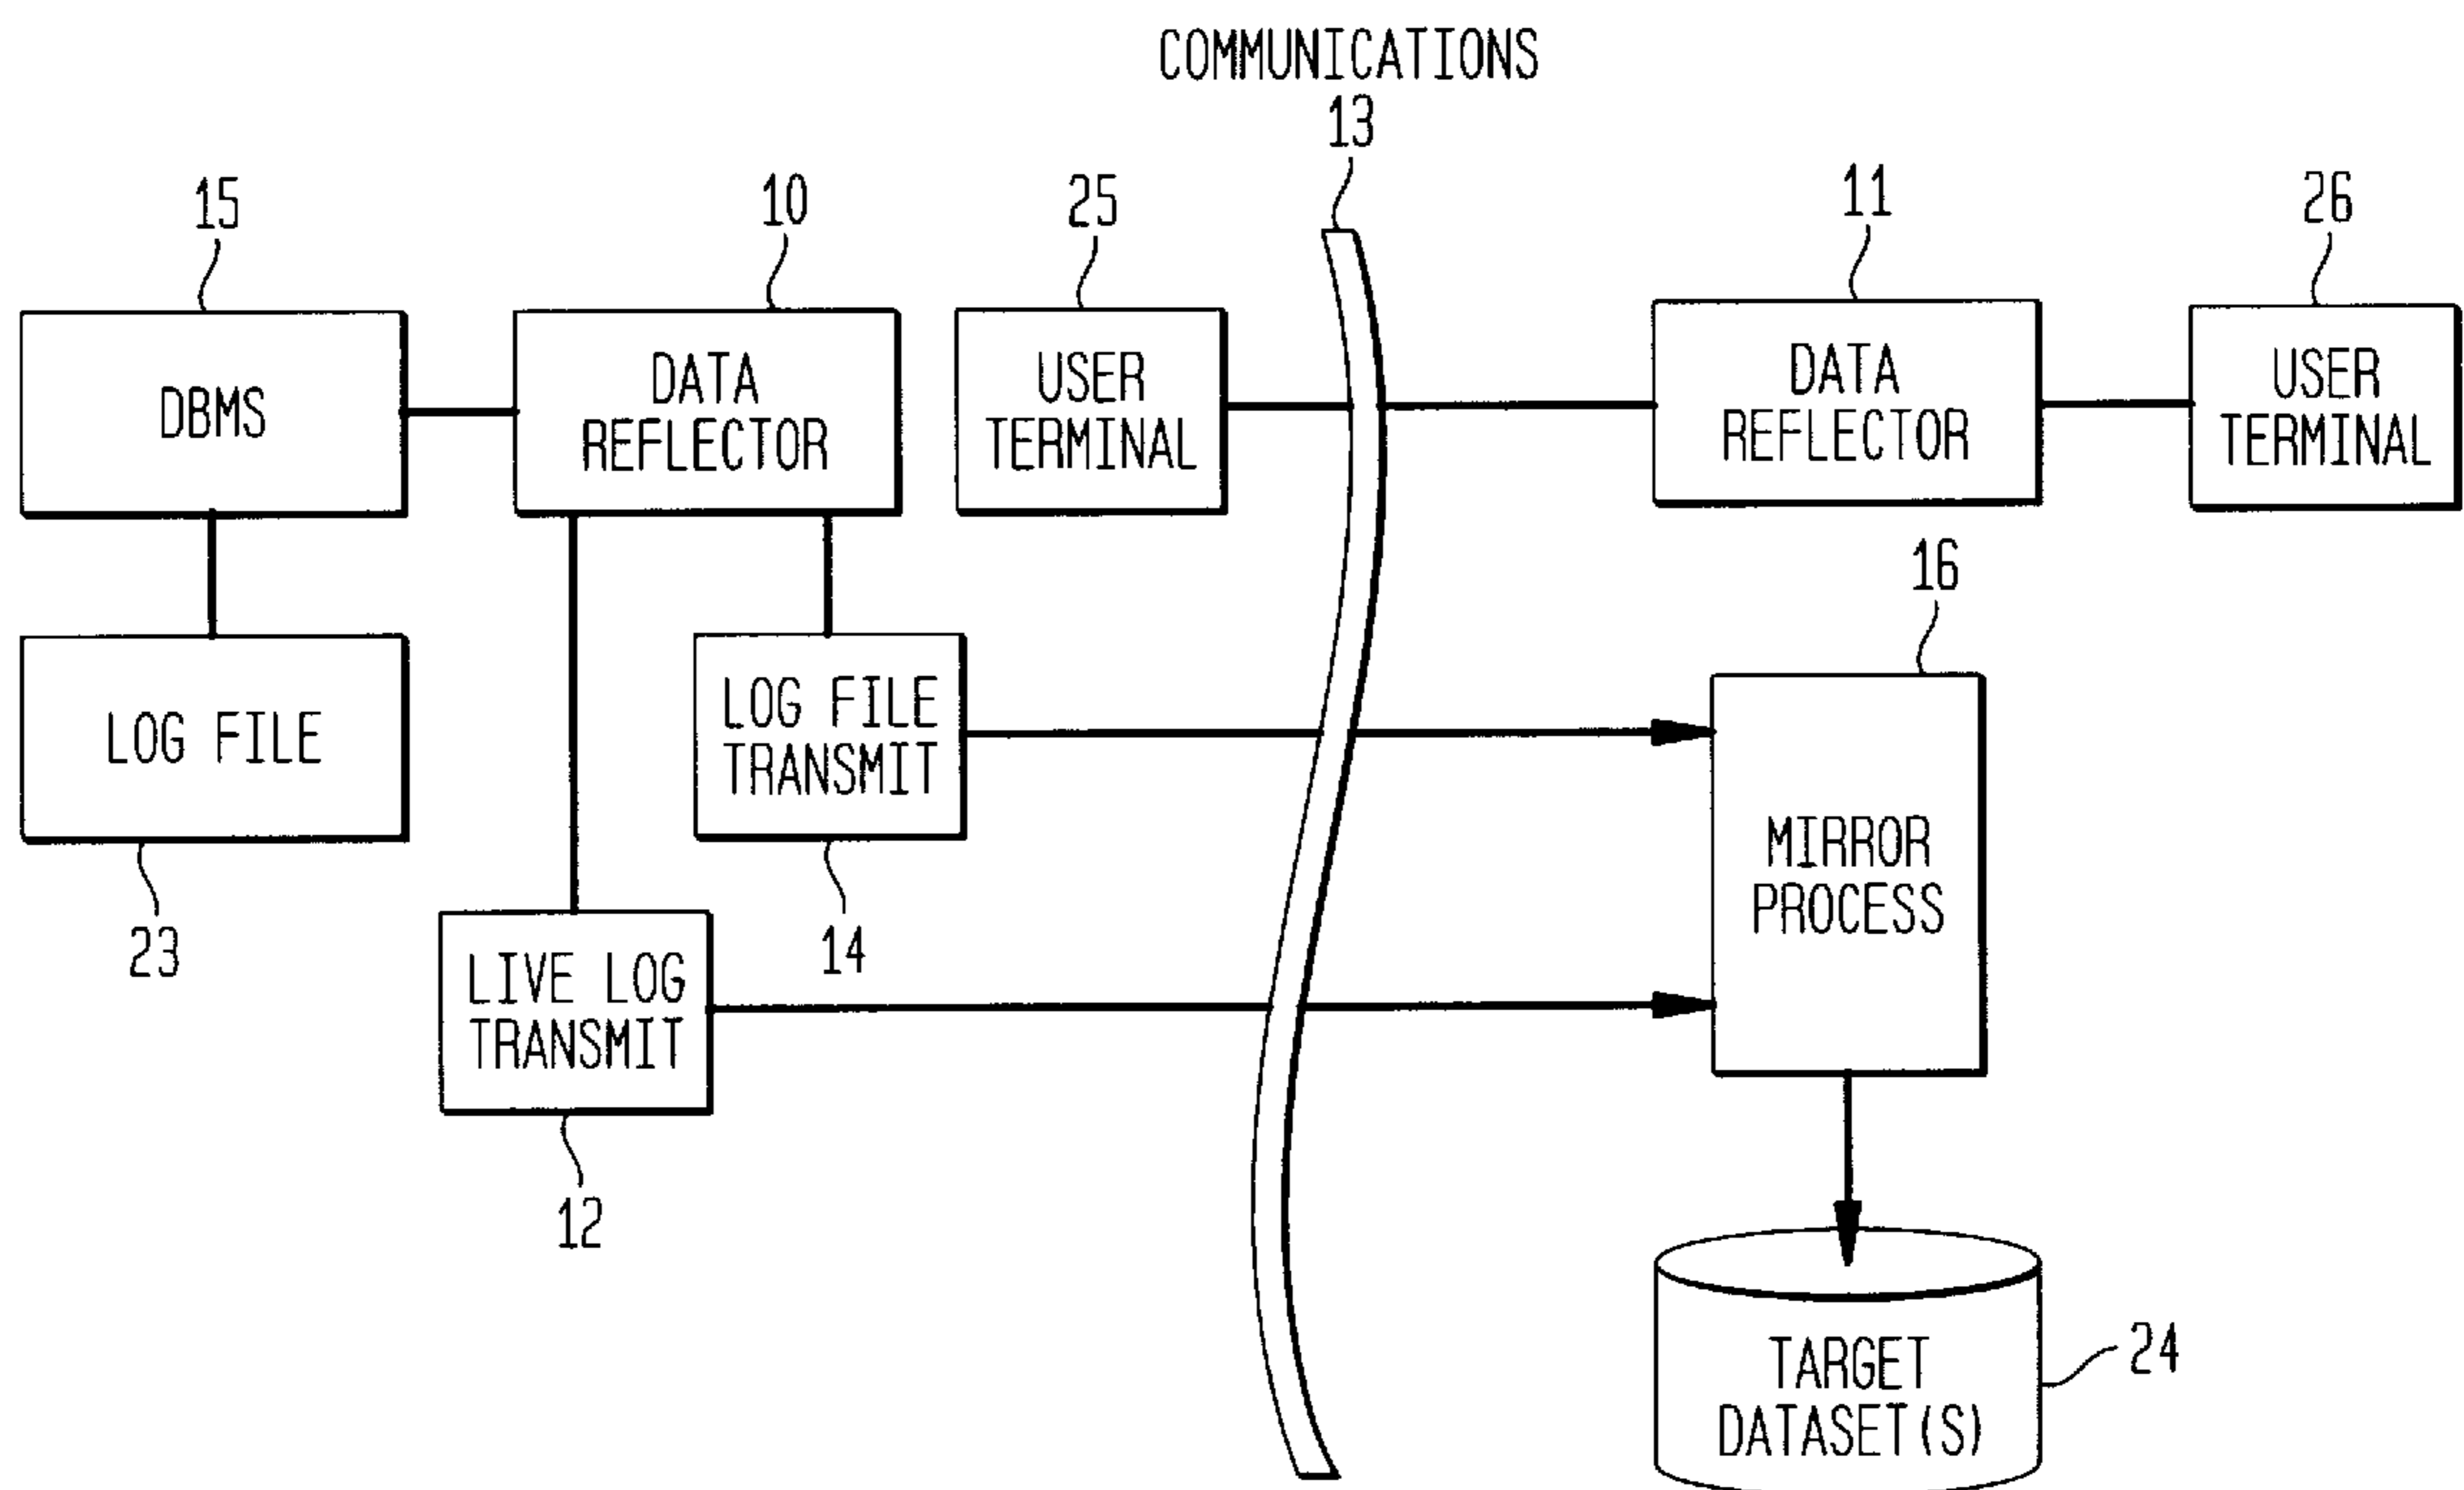 COMMUNICATIONS
13
15
10
25
11
26
DBMS
DATA
REFLECTOR
USER
TERMINAL
DATA
REFLECTOR
USER
TERMINAL
16
LOG FILE
LOG FILE
TRANSMIT
MIRROR
PROCESS
23
14
LIVE LOG
TRANSMIT
12
TARGET
DATASET(S)
24